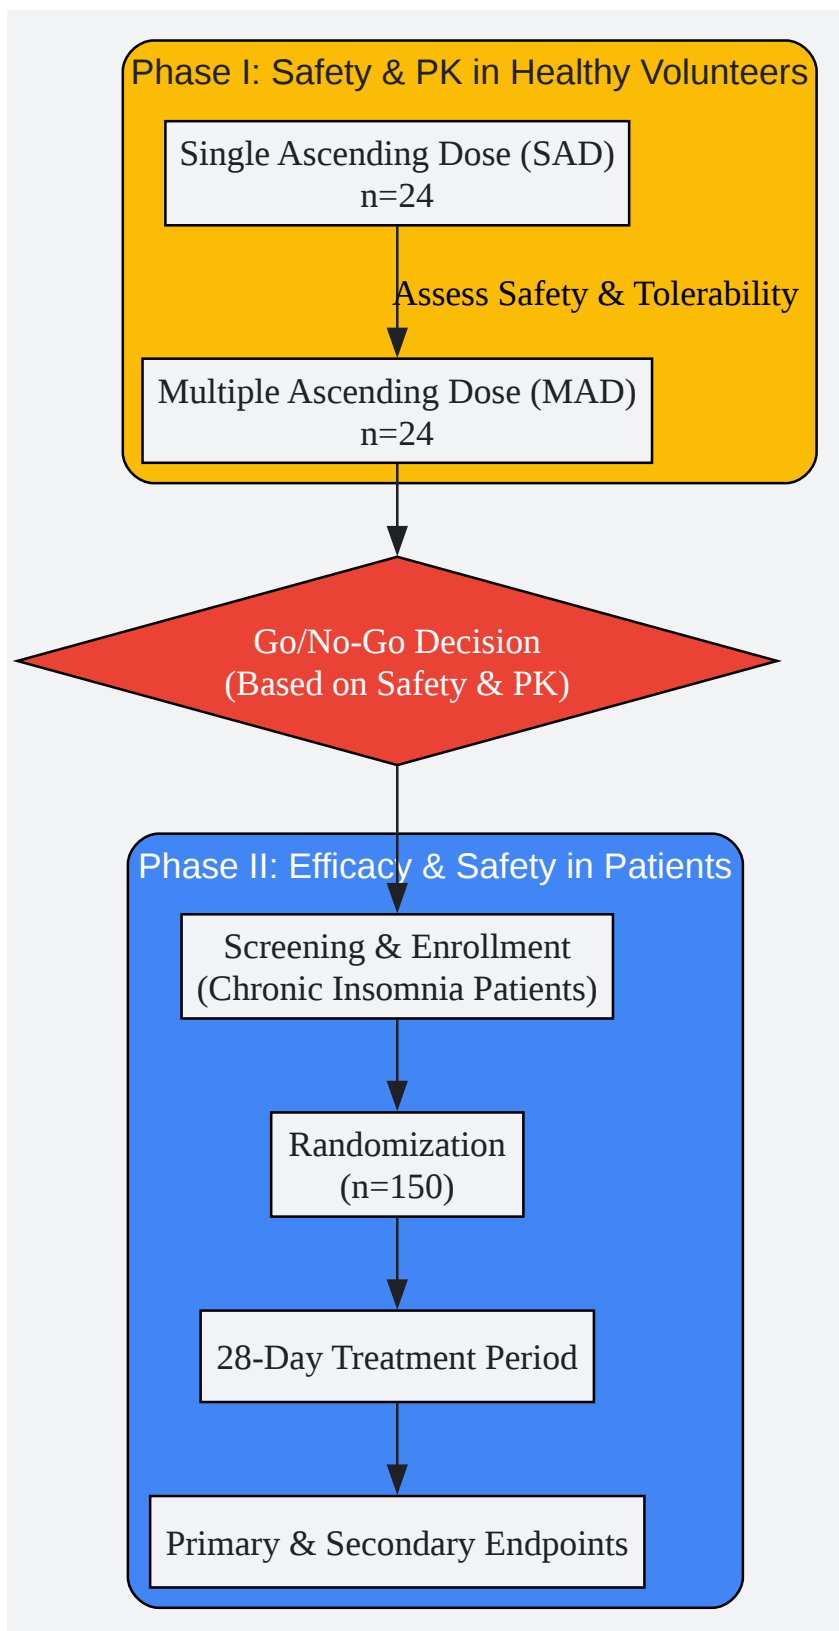 Phase I: Safety & PK in Healthy Volunteers
Single Ascending Dose (SAD)
n=24
Assess Safety & Tolerability
Multiple Ascending Dose (MAD)
n=24
Go/No-Go Decision
(Based on Safety & PK)
Phase II: Efficacy & Safety in Patients
Screening & Enrollment
(Chronic Insomnia Patients)
Randomization
(n=150)
28-Day Treatment Period
Primary & Secondary Endpoints